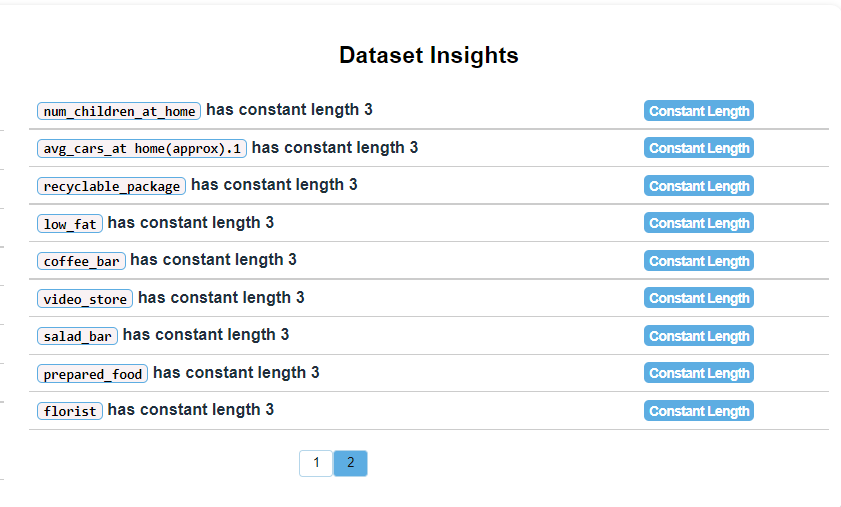 Dataset Insights
num_children_at_home has constant length 3 Constant Length
avg_cars_at home(approx).1 has constant length 3 Constant Length
recyclable_package has constant length 3 Constant Length
low_fat has constant length 3 Constant Length
coffee_bar has constant length 3 Constant Length
video_store has constant length 3 Constant Length
salad_bar has constant length 3 Constant Length
prepared_food has constant length 3 Constant Length
florist has constant length 3 Constant Length
1 2